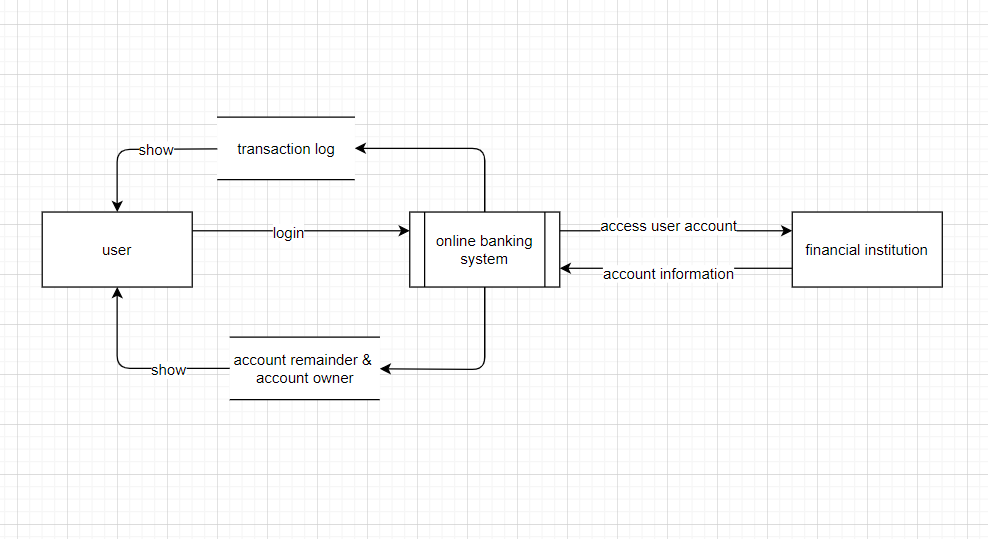 transaction log
show
user
login
online banking
system
access user account
account information
financial institution
account remainder &
account owner
show